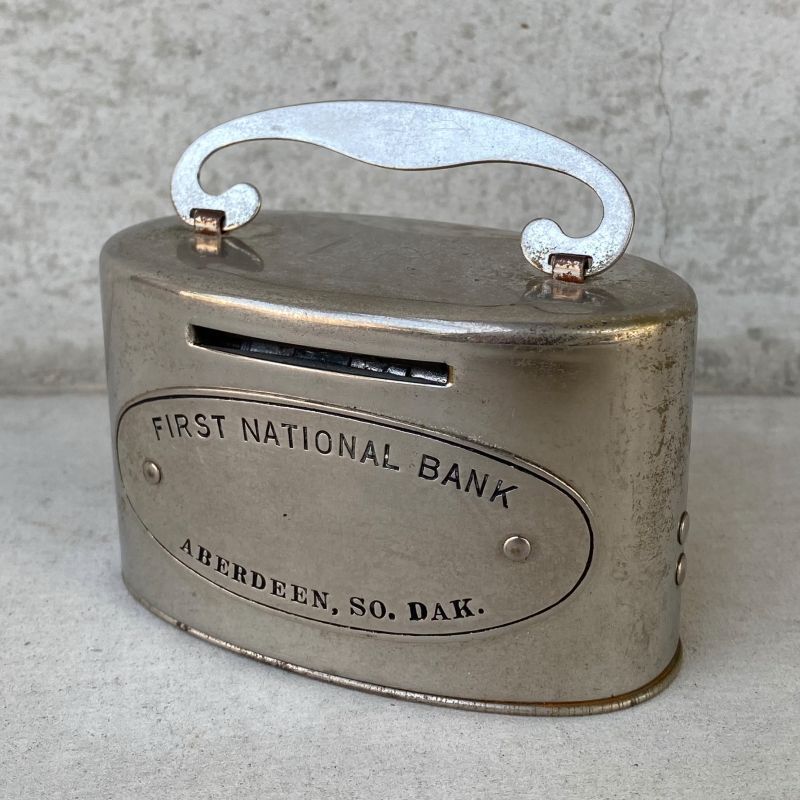 FIRST NATIONAL BANK
ABERDEEN, SO. DAK.